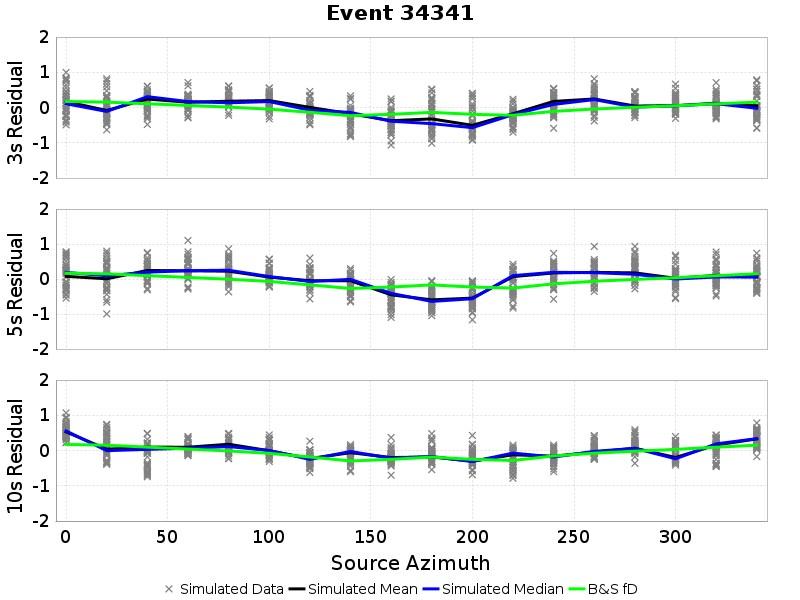 Event 34341
3s Residual
2
1
0
-1
-2
5s Residual
2
1
0
-1
-2
10s Residual
2
1
0
-1
-2
0 50 100 150 200 250 300
Source Azimuth
Simulated Data Simulated Mean Simulated Median B&S fD